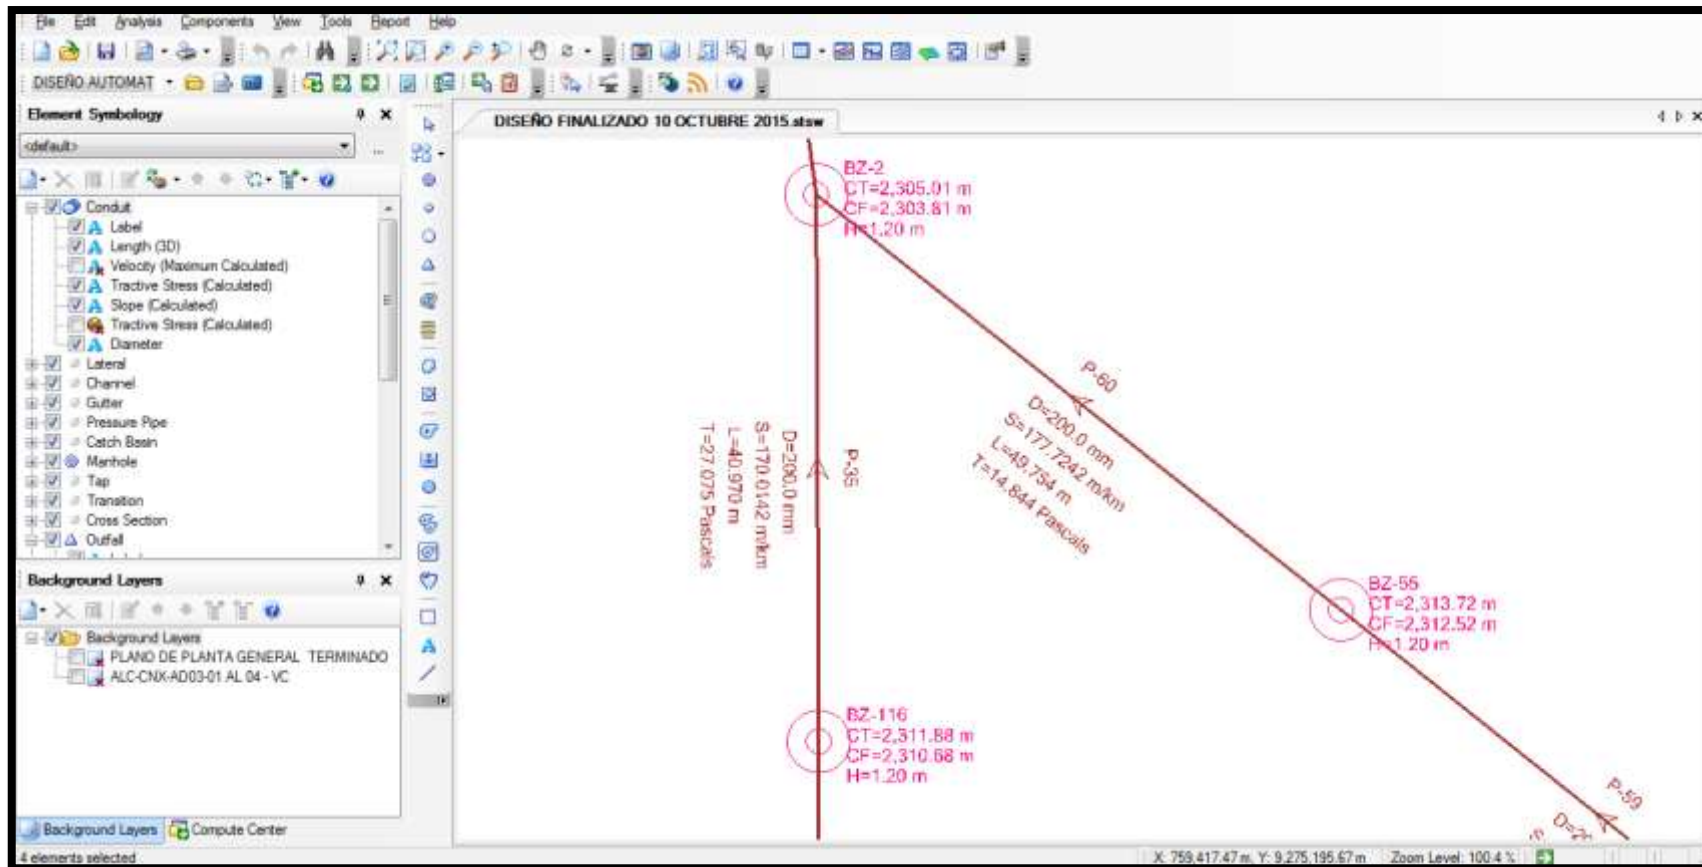 File Edit Analysis Components View Tools Report Help
DISEÑO AUTOMAT
Element Symbology
<default>
Conduit
Label
Length (3D)
Velocity (Maximum Calculated)
Tractive Stress (Calculated)
Slope (Calculated)
Tractive Stress (Calculated)
Diameter
Lateral
Channel
Gutter
Pressure Pipe
Catch Basin
Manhole
Tap
Transition
Cross Section
Outfall
Background Layers
Background Layers
PLANO DE PLANTA GENERAL TERMINADO
ALC-CNX-AD03-01 AL 04 - VC
Background Layers Compute Center
4 elements selected
DISEÑO FINALIZADO 10 OCTUBRE 2015.stsw
BZ-2
CT=2,305.01 m
CF=2,303.81 m
H=1.20 m
P-60
D=200.0 mm
S=177.7242 m/km
L=49.754 m
T=14.844 Pascals
P-35
D=200.0 mm
S=170.0142 m/km
L=40.970 m
T=27.075 Pascals
BZ-55
CT=2,313.72 m
CF=2,312.52 m
H=1.20 m
BZ-116
CT=2,311.88 m
CF=2,310.68 m
H=1.20 m
P-59
X: 759,417.47 m, Y: 9,275,195.67 m Zoom Level: 100.4 %